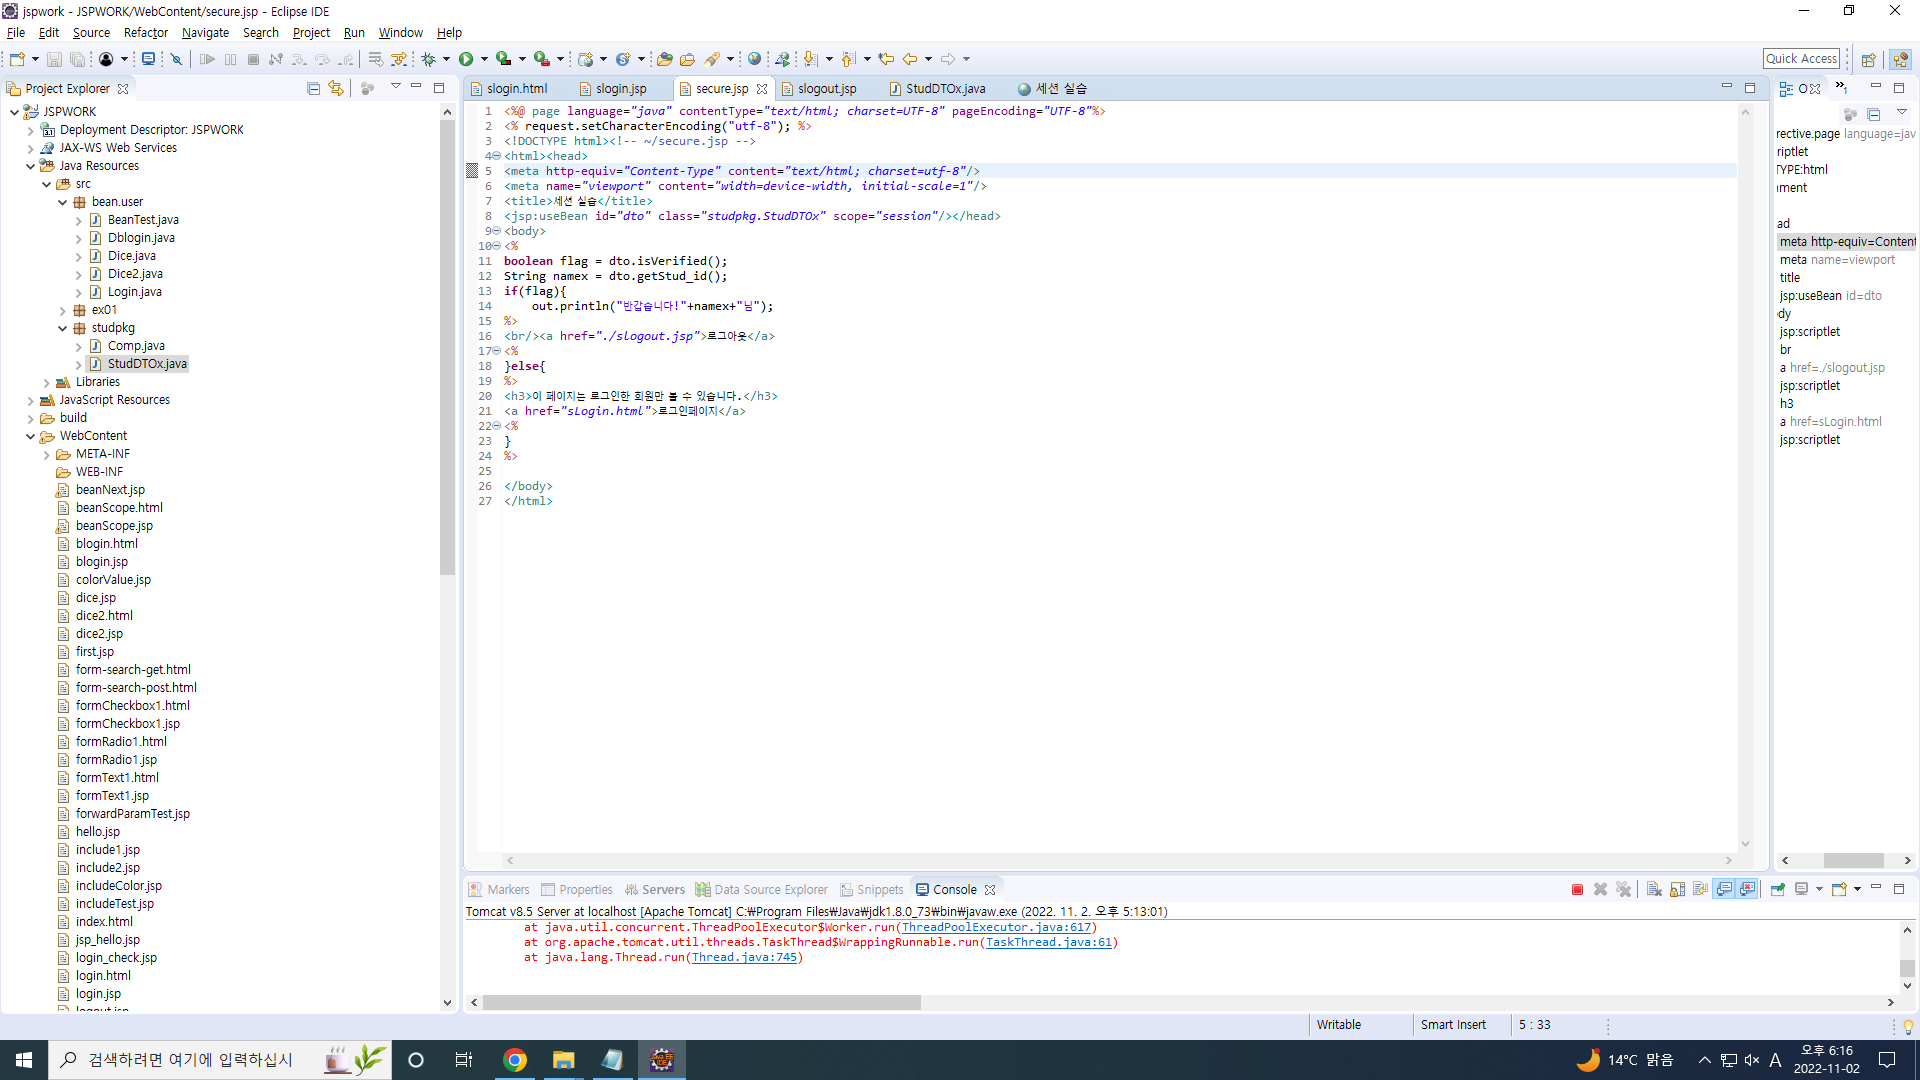 jspwork - JSPWORK/WebContent/secure.jsp - Eclipse IDE
File Edit Source Refactor Navigate Search Project Run Window Help
Quick Access
Project Explorer
JSPWORK
Deployment Descriptor: JSPWORK
JAX-WS Web Services
Java Resources
src
bean.user
BeanTest.java
Dblogin.java
Dice.java
Dice2.java
Login.java
ex01
studpkg
Comp.java
StudDTOx.java
Libraries
JavaScript Resources
build
WebContent
META-INF
WEB-INF
beanNext.jsp
beanScope.html
beanScope.jsp
blogin.html
blogin.jsp
colorValue.jsp
dice.jsp
dice2.html
dice2.jsp
first.jsp
form-search-get.html
form-search-post.html
formCheckbox1.html
formCheckbox1.jsp
formRadio1.html
formRadio1.jsp
formText1.html
formText1.jsp
forwardParamTest.jsp
hello.jsp
include1.jsp
include2.jsp
includeColor.jsp
includeTest.jsp
index.html
jsp_hello.jsp
login_check.jsp
login.html
login.jsp
logout.jsp
slogin.html slogin.jsp secure.jsp slogout.jsp StudDTOx.java 세션 실습
1 <%@ page language="java" contentType="text/html; charset=UTF-8" pageEncoding="UTF-8"%>
2 <% request.setCharacterEncoding("utf-8"); %>
3 <!DOCTYPE html><!-- ~/secure.jsp -->
4 <html><head>
5 <meta http-equiv="Content-Type" content="text/html; charset=utf-8"/>
6 <meta name="viewport" content="width=device-width, initial-scale=1"/>
7 <title>세션 실습</title>
8 <jsp:useBean id="dto" class="studpkg.StudDTOx" scope="session"/></head>
9 <body>
10 <%
11 boolean flag = dto.isVerified();
12 String namex = dto.getStud_id();
13 if(flag){
14 out.println("반갑습니다!"+namex+"님");
15 %>
16 <br/><a href="./slogout.jsp">로그아웃</a>
17 <%
18 }else{
19 %>
20 <h3>이 페이지는 로그인한 회원만 볼 수 있습니다.</h3>
21 <a href="sLogin.html">로그인페이지</a>
22 <%
23 }
24 %>
25
26 </body>
27 </html>
O
rective.page language=jav
riptlet
TYPE:html
nment
ad
meta http-equiv=Content
meta name=viewport
title
jsp:useBean id=dto
dy
jsp:scriptlet
br
a href=./slogout.jsp
jsp:scriptlet
h3
a href=sLogin.html
jsp:scriptlet
Markers Properties Servers Data Source Explorer Snippets Console
Tomcat v8.5 Server at localhost [Apache Tomcat] C:₩Program Files₩Java₩jdk1.8.0_73₩bin₩javaw.exe (2022. 11. 2. 오후 5:13:01)
at java.util.concurrent.ThreadPoolExecutor$Worker.run(ThreadPoolExecutor.java:617)
at org.apache.tomcat.util.threads.TaskThread$WrappingRunnable.run(TaskThread.java:61)
at java.lang.Thread.run(Thread.java:745)
Writable Smart Insert 5 : 33
검색하려면 여기에 입력하십시
14°C 맑음
A
오후 6:16
2022-11-02